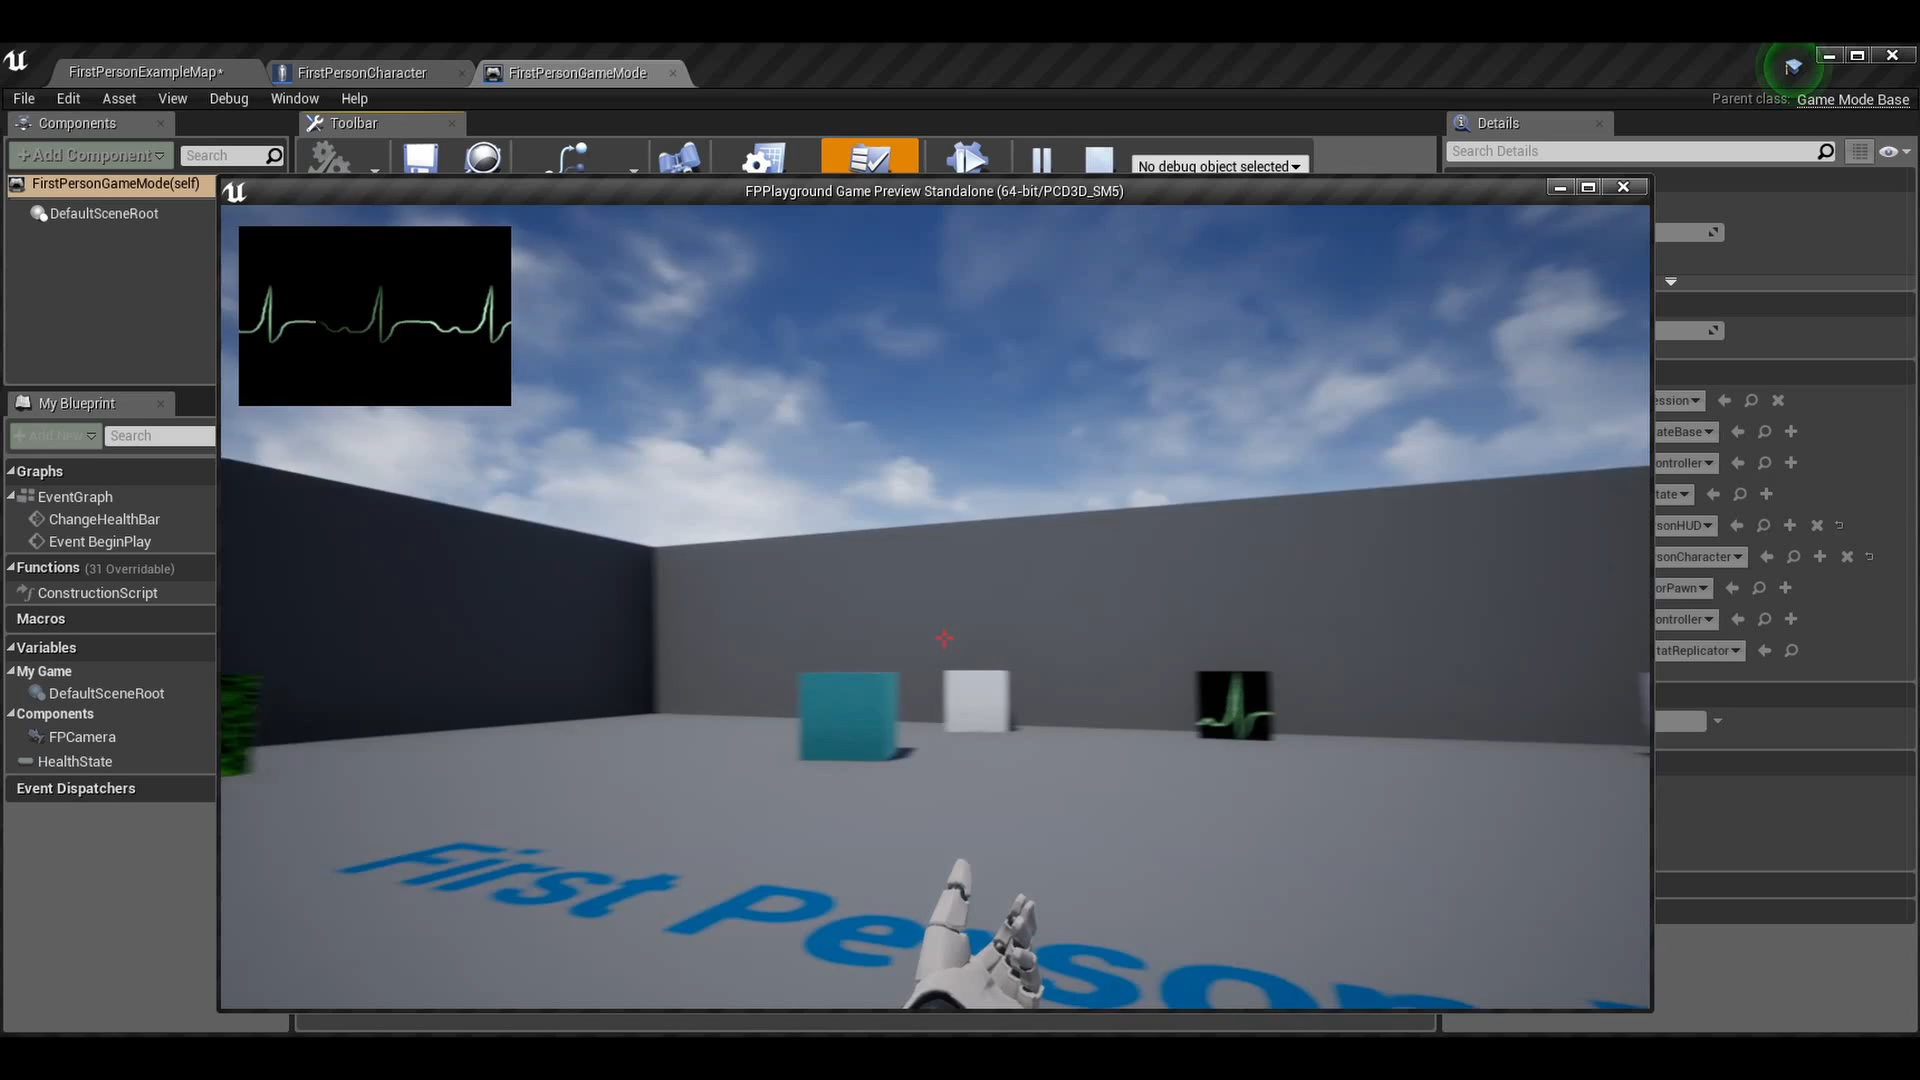 FirstPersonExampleMap*
FirstPersonCharacter
FirstPersonGameMode
File Edit Asset View Debug Window Help
Parent class: Game Mode Base
Components
Toolbar
Details
+Add Component
Search
No debug object selected
Search Details
FirstPersonGameMode(self)
FPPlayground Game Preview Standalone (64-bit/PCD3D_SM5)
DefaultSceneRoot
My Blueprint
+Add New
Search
Graphs
EventGraph
ChangeHealthBar
Event BeginPlay
Functions (31 Overridable)
ConstructionScript
Macros
Variables
My Game
DefaultSceneRoot
Components
FPCamera
HealthState
Event Dispatchers
ession
ateBase
ontroller
tate
sonHUD
sonCharacter
orPawn
ontroller
tatReplicator
First Person